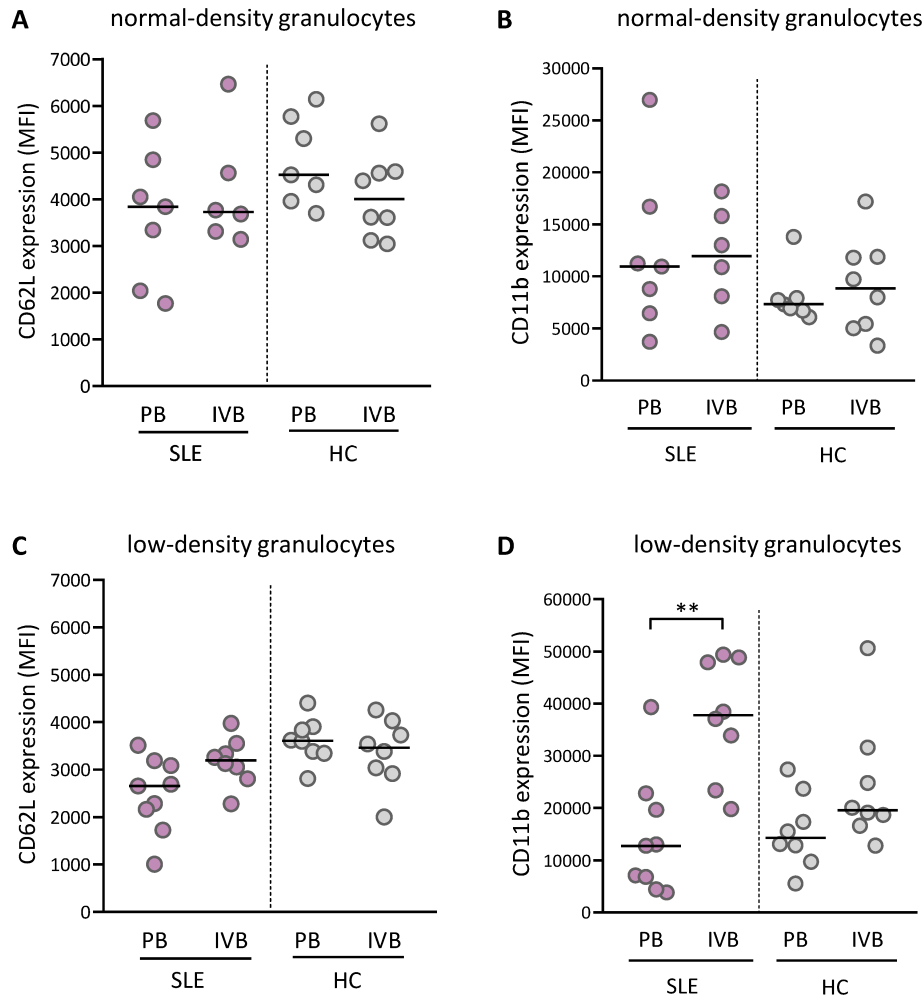 A normal-density granulocytes
CD62L expression (MFI)
7000
6000
5000
4000
3000
2000
1000
0
PB IVB PB IVB
SLE HC
B normal-density granulocytes
CD11b expression (MFI)
30000
25000
20000
15000
10000
5000
0
PB IVB PB IVB
SLE HC
C low-density granulocytes
CD62L expression (MFI)
7000
6000
5000
4000
3000
2000
1000
0
PB IVB PB IVB
SLE HC
D low-density granulocytes
CD11b expression (MFI)
60000
50000
40000
30000
20000
10000
0
**
PB IVB PB IVB
SLE HC